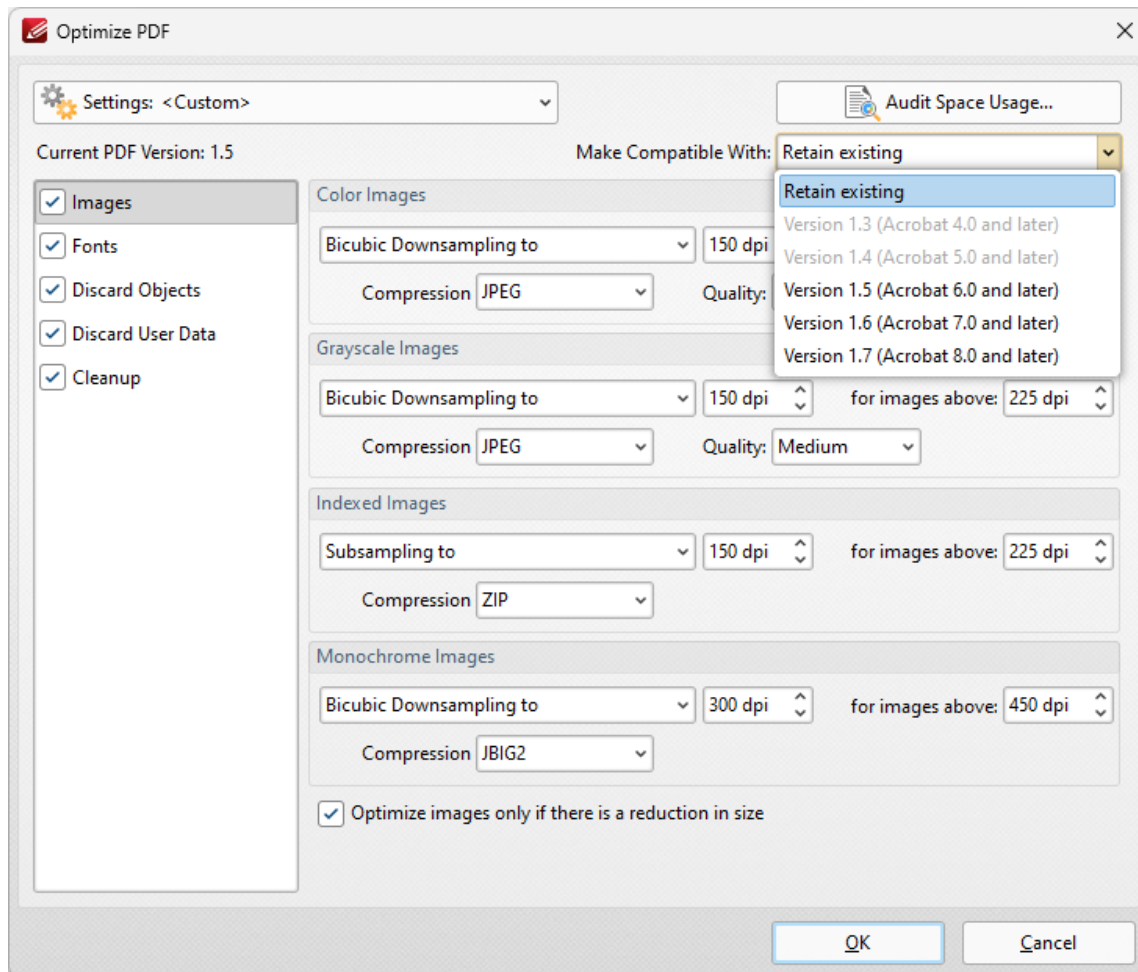 Optimize PDF
Settings: <Custom>
Audit Space Usage...
Current PDF Version: 1.5
Make Compatible With: Retain existing
Retain existing
Version 1.3 (Acrobat 4.0 and later)
Version 1.4 (Acrobat 5.0 and later)
Version 1.5 (Acrobat 6.0 and later)
Version 1.6 (Acrobat 7.0 and later)
Version 1.7 (Acrobat 8.0 and later)
Images
Fonts
Discard Objects
Discard User Data
Cleanup
Color Images
Bicubic Downsampling to 150 dpi
Compression JPEG Quality:
Grayscale Images
Bicubic Downsampling to 150 dpi for images above: 225 dpi
Compression JPEG Quality: Medium
Indexed Images
Subsampling to 150 dpi for images above: 225 dpi
Compression ZIP
Monochrome Images
Bicubic Downsampling to 300 dpi for images above: 450 dpi
Compression JBIG2
Optimize images only if there is a reduction in size
OK Cancel